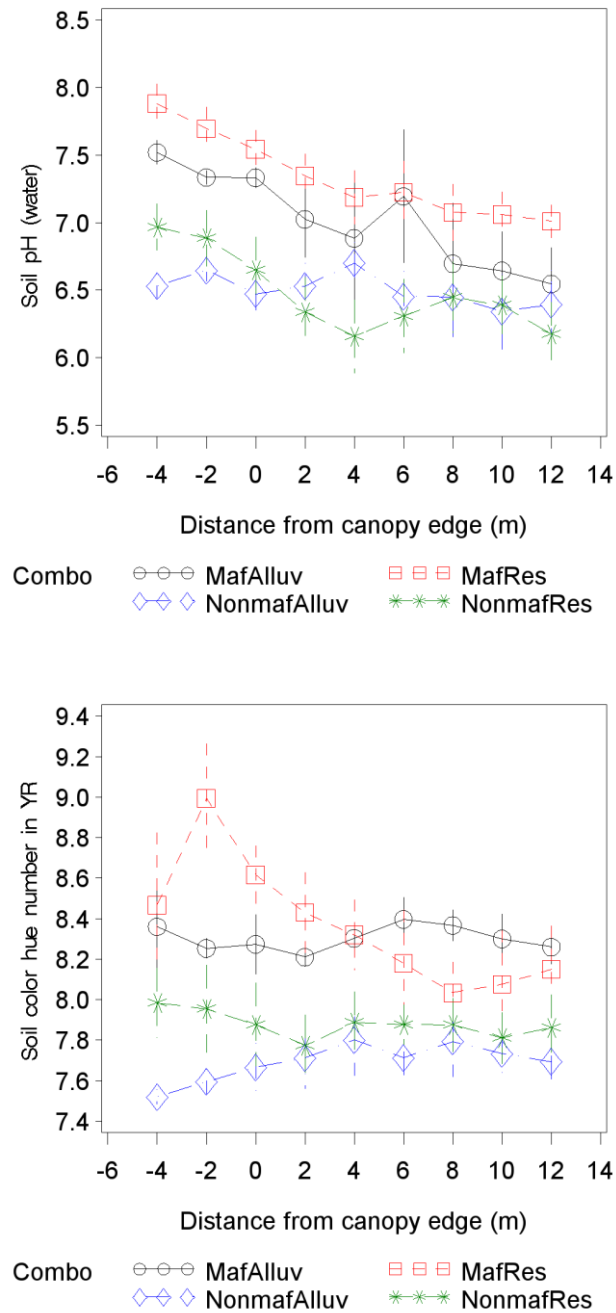 8.5
8.0
7.5
7.0
6.5
6.0
5.5
Soil pH (water)
-6 -4 -2 0 2 4 6 8 10 12 14
Distance from canopy edge (m)
Combo MafAlluv MafRes
NonmafAlluv NonmafRes
9.4
9.2
9.0
8.8
8.6
8.4
8.2
8.0
7.8
7.6
7.4
Soil color hue number in YR
-6 -4 -2 0 2 4 6 8 10 12 14
Distance from canopy edge (m)
Combo MafAlluv MafRes
NonmafAlluv NonmafRes